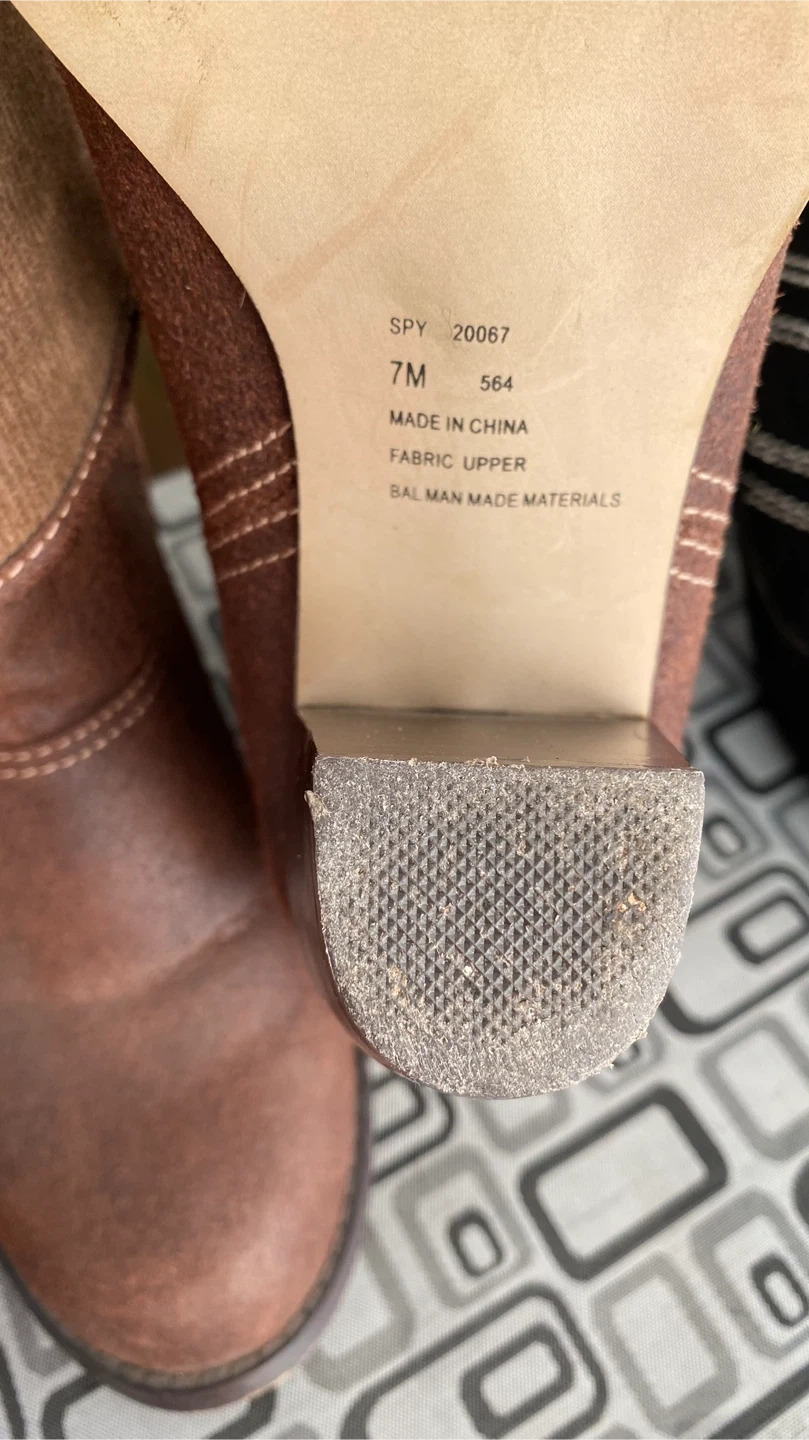 SPY 20067
7M 564
MADE IN CHINA
FABRIC UPPER
BAL MAN MADE MATERIALS